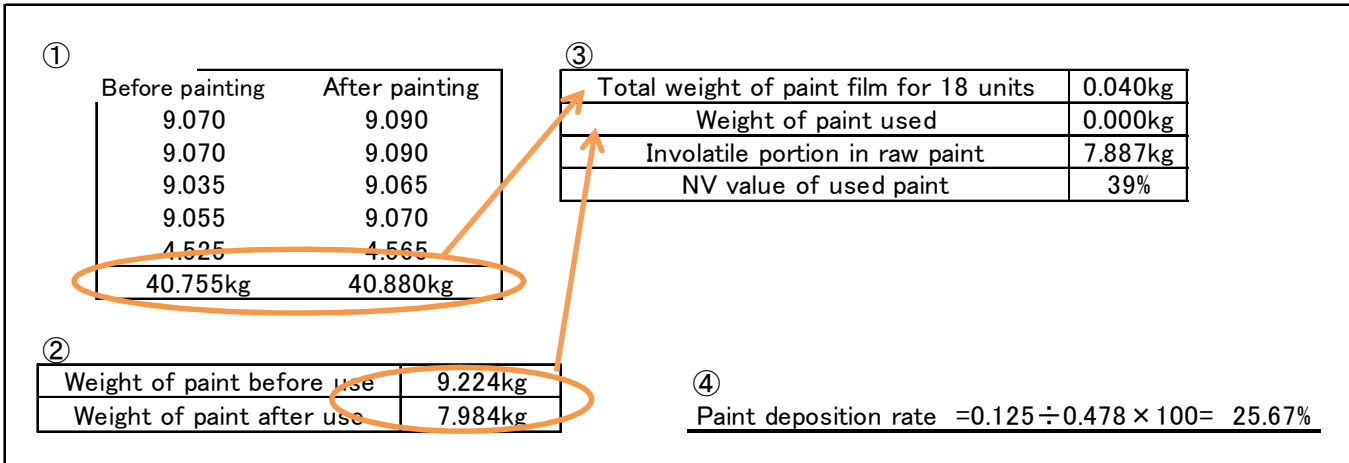 ①
Before painting After painting
9.070 9.090
9.070 9.090
9.035 9.065
9.055 9.070
4.525 4.565
40.755kg 40.880kg
②
Weight of paint before use 9.224kg
Weight of paint after use 7.984kg
③
Total weight of paint film for 18 units 0.040kg
Weight of paint used 0.000kg
Involatile portion in raw paint 7.887kg
NV value of used paint 39%
④
Paint deposition rate =0.125÷0.478×100= 25.67%